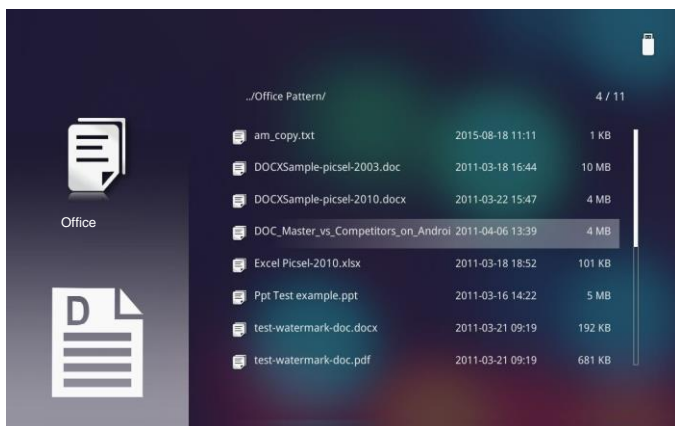 ../Office Pattern/ 4 / 11
am_copy.txt 2015-08-18 11:11 1 KB
DOCXSample-picsel-2003.doc 2011-03-18 16:44 10 MB
DOCXSample-picsel-2010.docx 2011-03-22 15:47 4 MB
Office
DOC_Master_vs_Competitors_on_Androi 2011-04-06 13:39 4 MB
Excel Picsel-2010.xlsx 2011-03-18 18:52 101 KB
Ppt Test example.ppt 2011-03-16 14:22 5 MB
D
test-watermark-doc.docx 2011-03-21 09:19 192 KB
test-watermark-doc.pdf 2011-03-21 09:19 681 KB